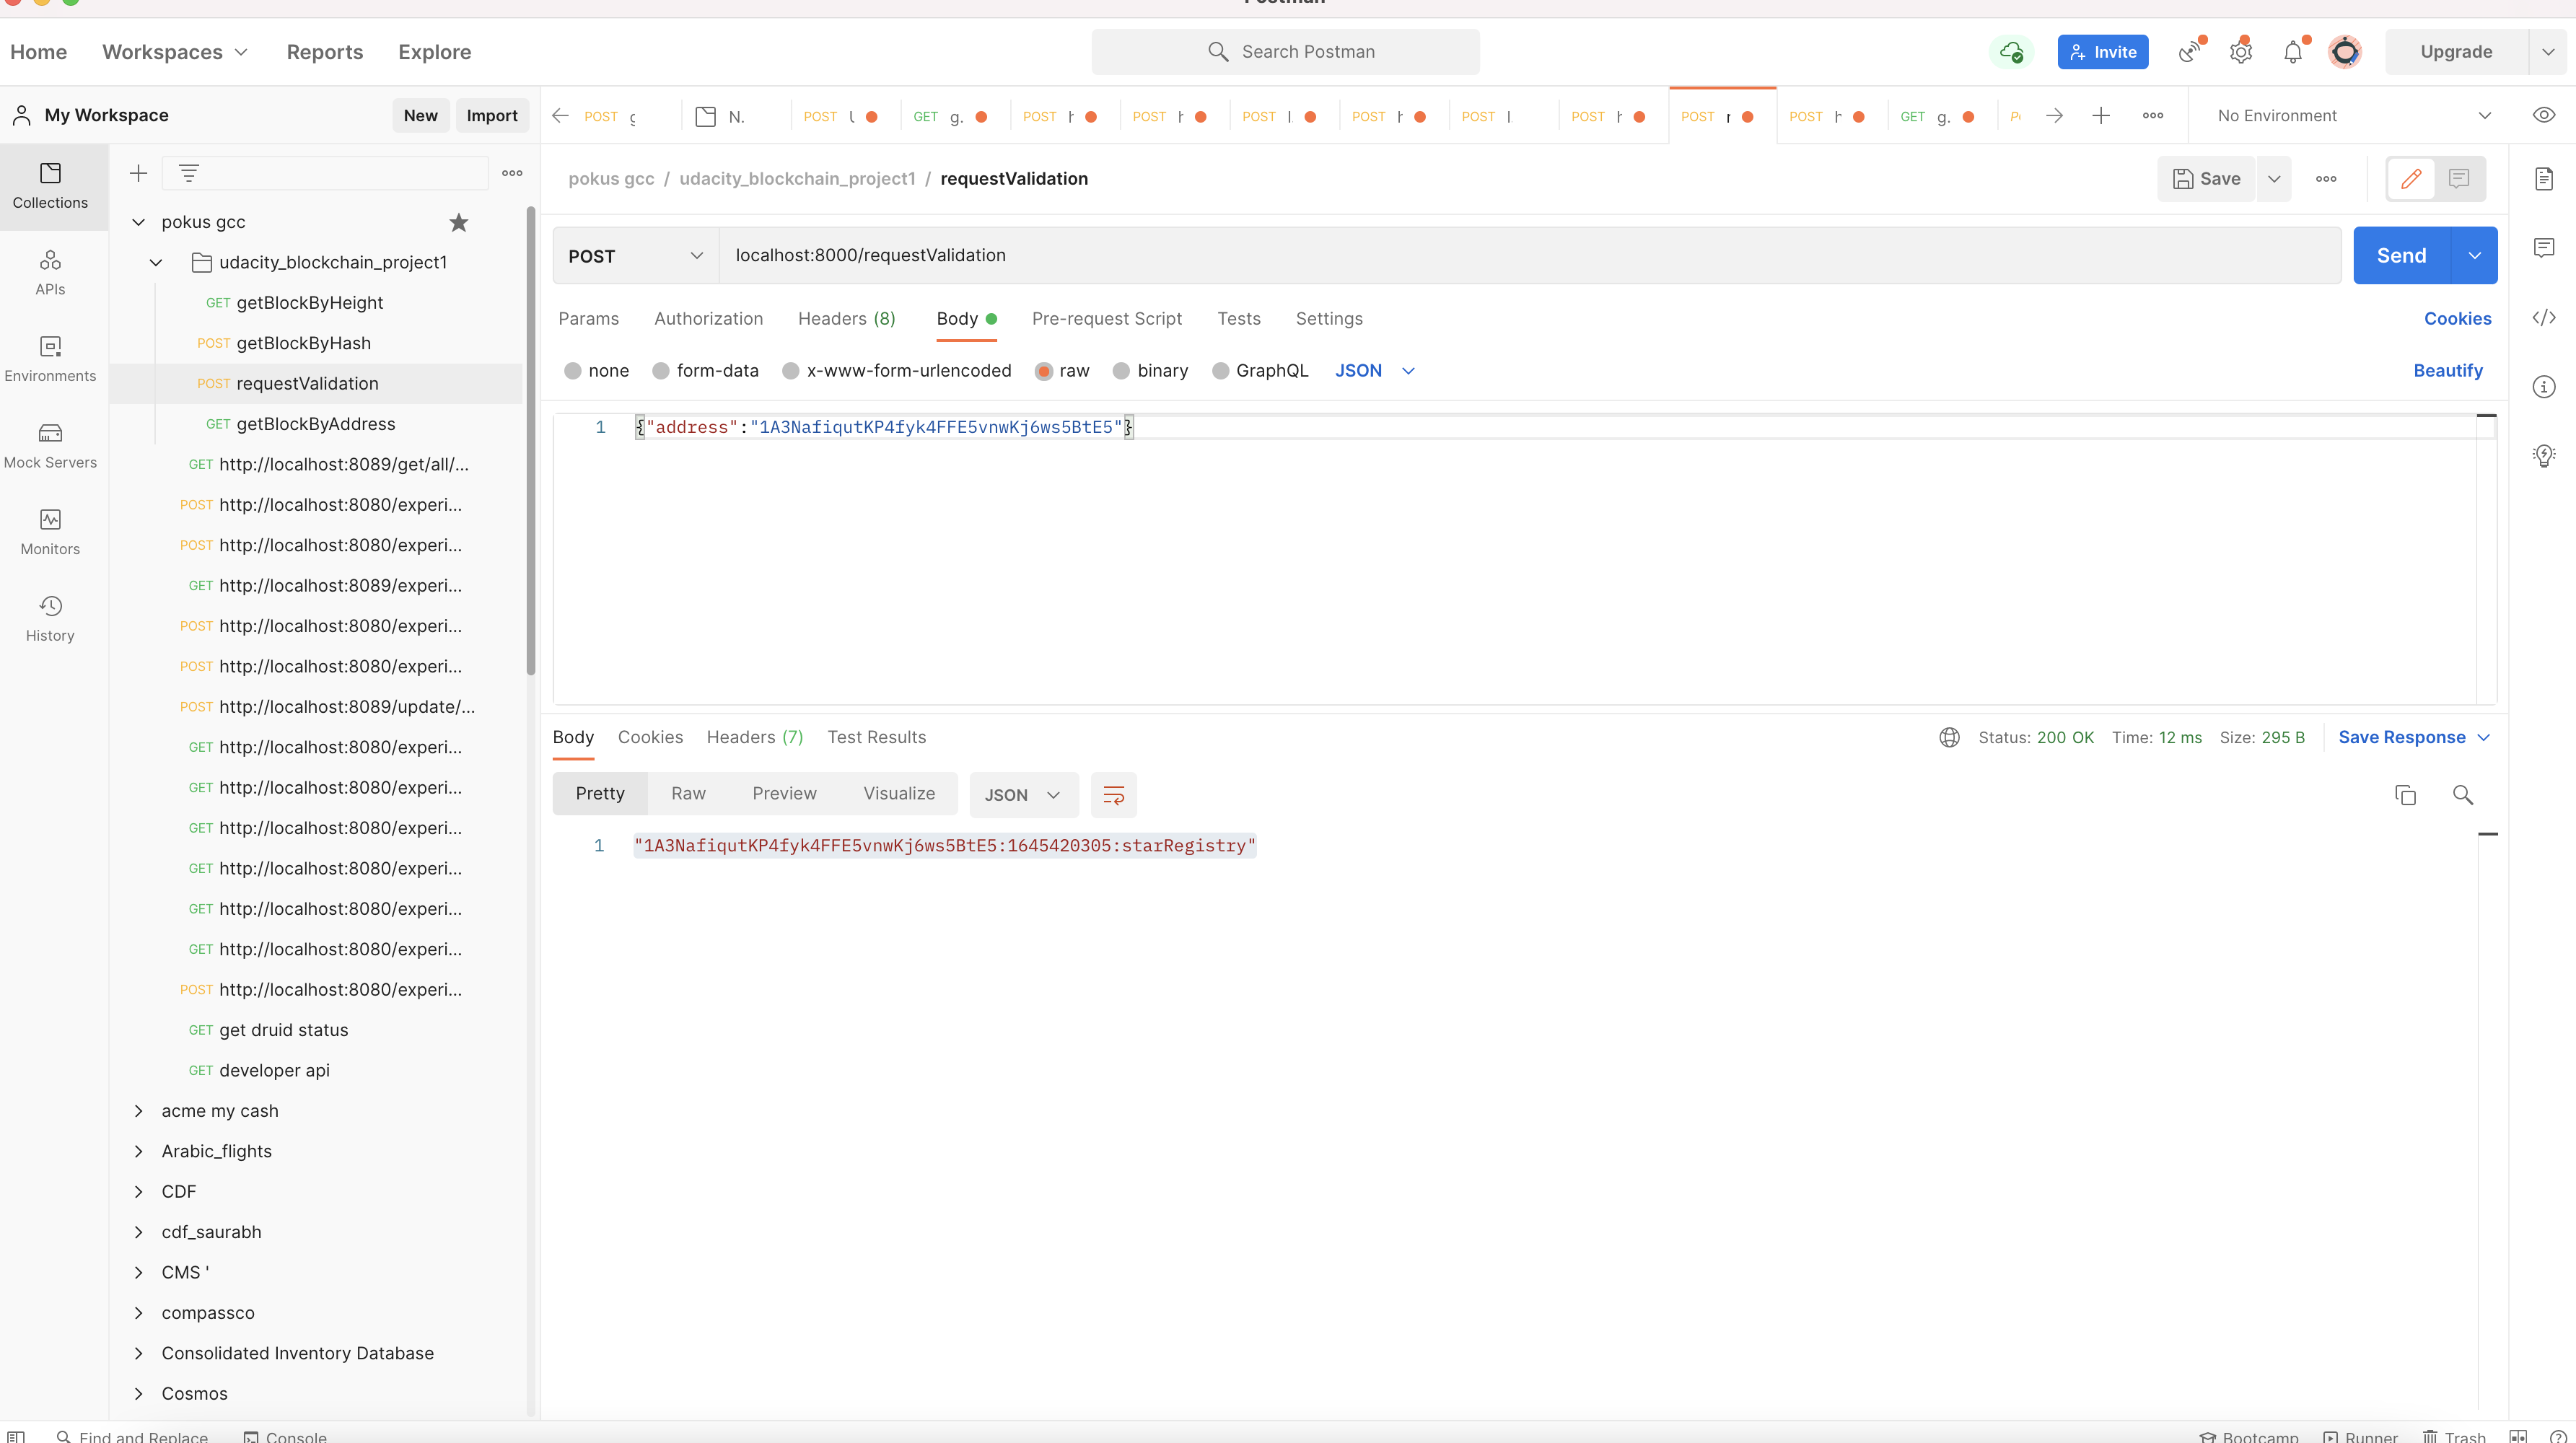 Postman
Home Workspaces Reports Explore
Search Postman
Invite
Upgrade
My Workspace
New Import
POST g
N.
POST
GET g.
POST
POST
POST
POST
POST
POST
POST
POST
GET g.
No Environment
Collections
APIs
Environments
Mock Servers
Monitors
History
pokus gcc
udacity_blockchain_project1
GET getBlockByHeight
POST getBlockByHash
POST requestValidation
GET getBlockByAddress
GET http://localhost:8089/get/all/...
POST http://localhost:8080/experi...
POST http://localhost:8080/experi...
GET http://localhost:8089/experi...
POST http://localhost:8080/experi...
POST http://localhost:8080/experi...
POST http://localhost:8089/update/...
GET http://localhost:8080/experi...
GET http://localhost:8080/experi...
GET http://localhost:8080/experi...
GET http://localhost:8080/experi...
GET http://localhost:8080/experi...
GET http://localhost:8080/experi...
POST http://localhost:8080/experi...
GET get druid status
GET developer api
acme my cash
Arabic_flights
CDF
cdf_saurabh
CMS '
compassco
Consolidated Inventory Database
Cosmos
pokus gcc / udacity_blockchain_project1 / requestValidation
Save
POST localhost:8000/requestValidation
Send
Params Authorization Headers (8) Body Pre-request Script Tests Settings
Cookies
none form-data x-www-form-urlencoded raw binary GraphQL JSON
Beautify
1 {"address":"1A3NafiqutKP4fyk4FFE5vnwKj6ws5BtE5"}
Body Cookies Headers (7) Test Results
Status: 200 OK Time: 12 ms Size: 295 B Save Response
Pretty Raw Preview Visualize JSON
1 "1A3NafiqutKP4fyk4FFE5vnwKj6ws5BtE5:1645420305:starRegistry"
Find and Replace Console
Bootcamp Runner Trash